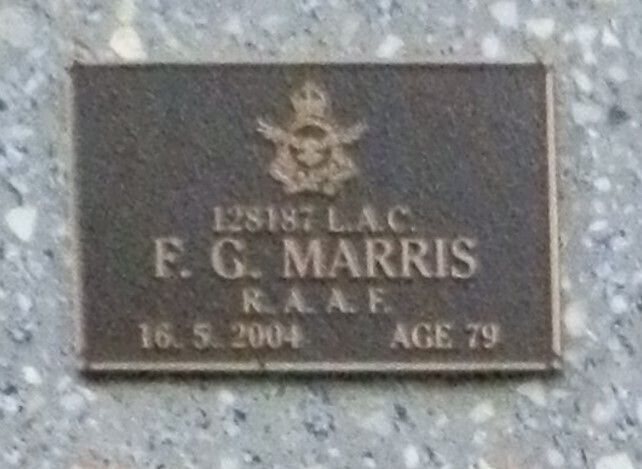 128187 L.A.C.
F. G. MARRIS
R. A. A. F.
16. 5. 2004 AGE 79